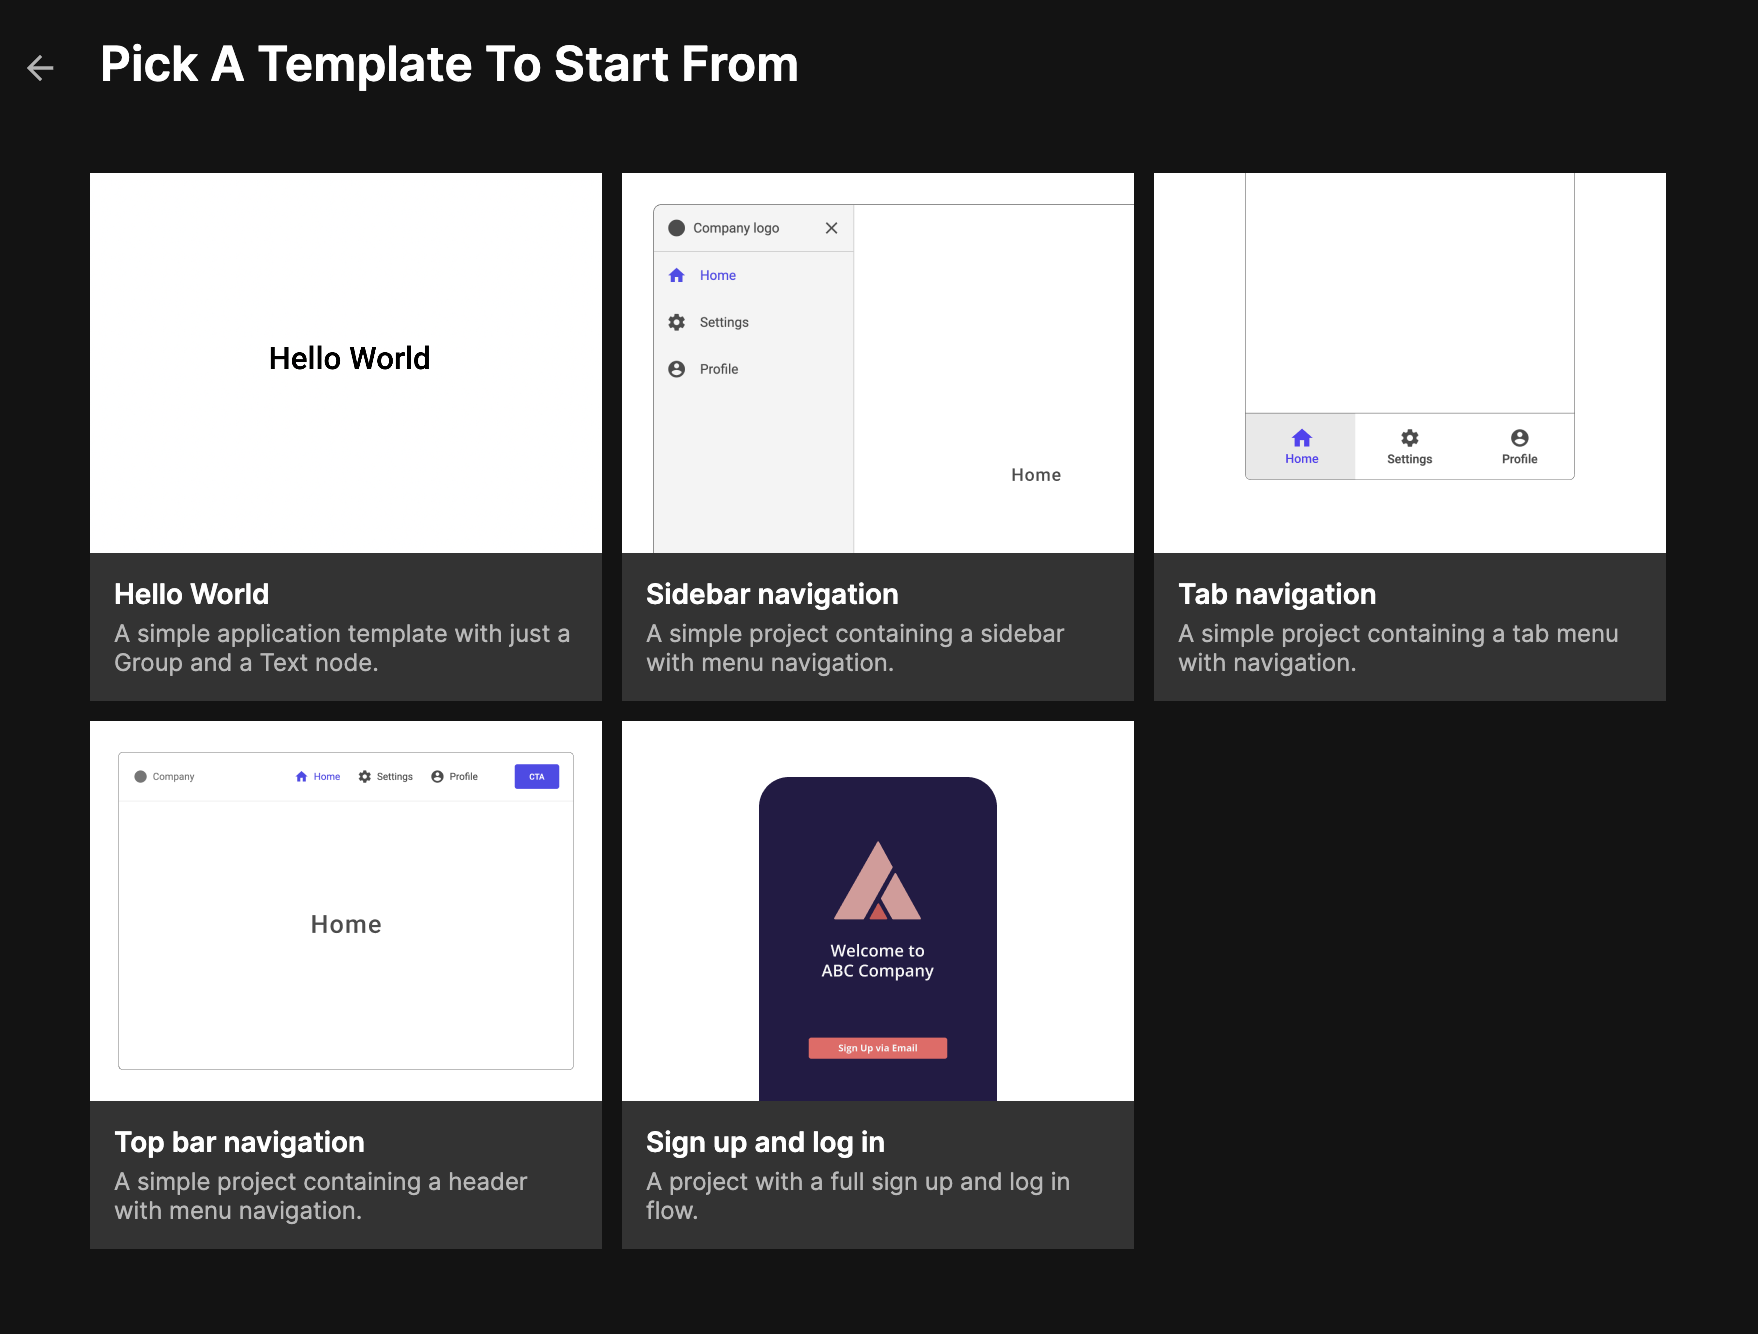 Pick A Template To Start From
Hello World
Company logo
Home
Settings
Profile
Home
Home
Settings
Profile
Hello World
A simple application template with just a
Group and a Text node.
Sidebar navigation
A simple project containing a sidebar
with menu navigation.
Tab navigation
A simple project containing a tab menu
with navigation.
Company
Home
Settings
Profile
CTA
Home
Welcome to
ABC Company
Sign Up via Email
Top bar navigation
A simple project containing a header
with menu navigation.
Sign up and log in
A project with a full sign up and log in
flow.